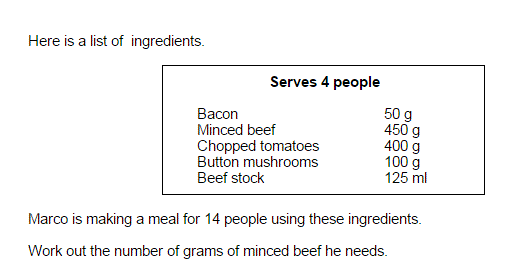 Here is a list of ingredients.
Serves 4 people
Bacon 50 g
Minced beef 450 g
Chopped tomatoes 400 g
Button mushrooms 100 g
Beef stock 125 ml
Marco is making a meal for 14 people using these ingredients.
Work out the number of grams of minced beef he needs.